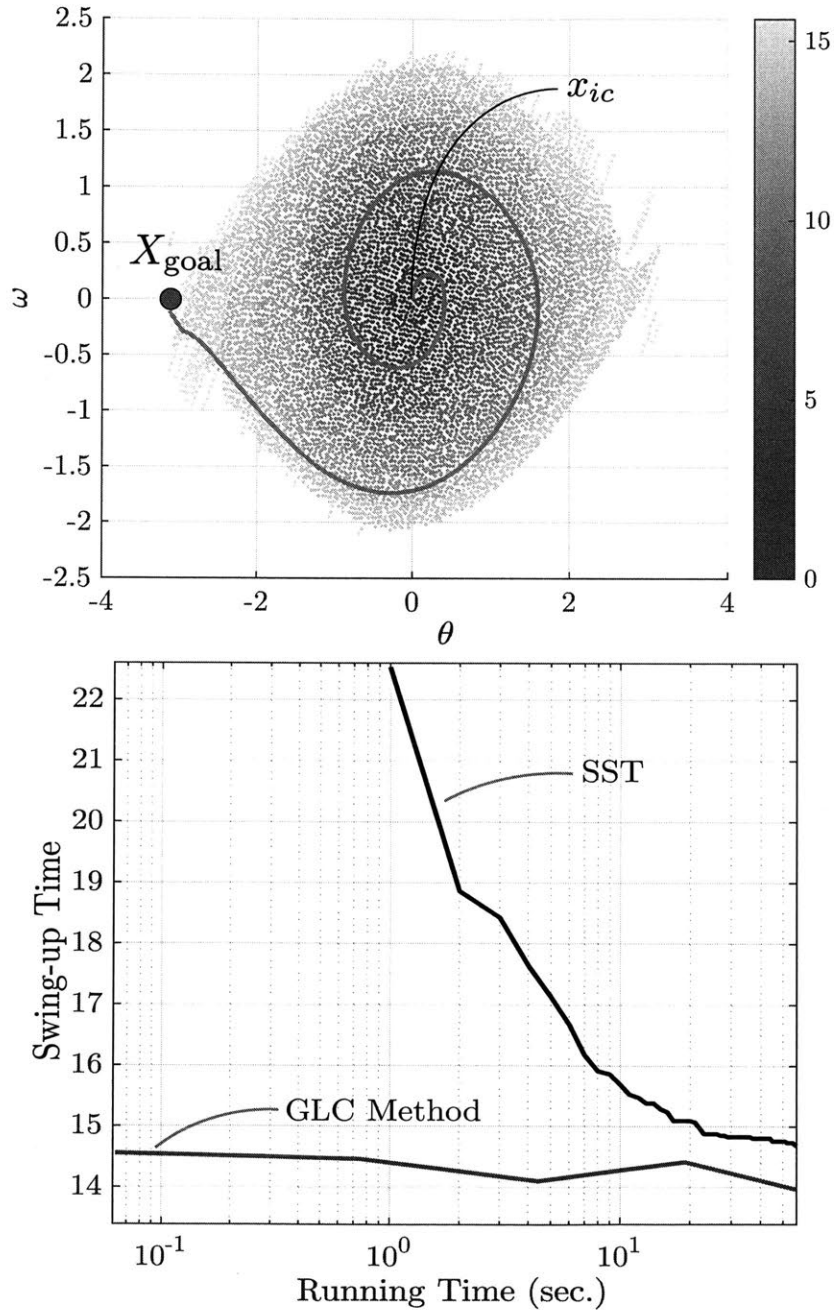 2.5
2
1.5
1
0.5
0
-0.5
-1
-1.5
-2
-2.5
ω
X_goal
x_ic
-4 -2 0 2 4
θ
15
10
5
0
22
21
20
19
18
17
16
15
14
Swing-up Time
SST
GLC Method
10^-1 10^0 10^1
Running Time (sec.)